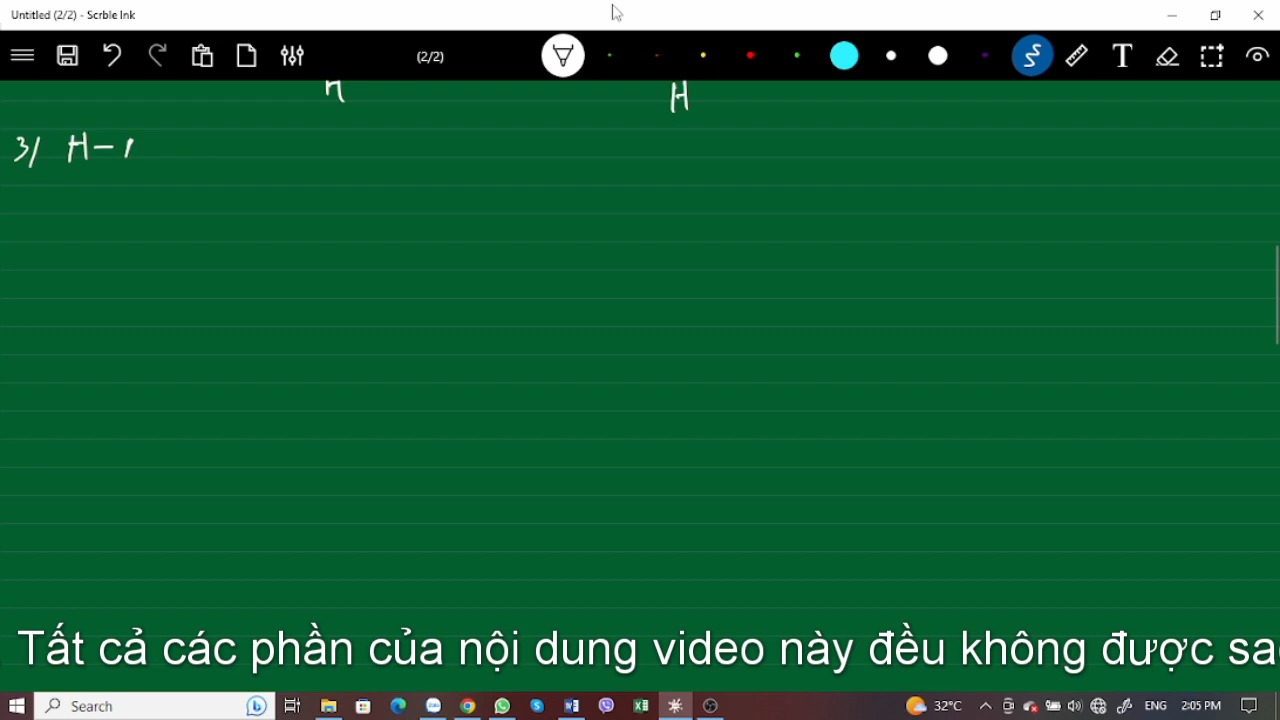 Untitled (2/2) - Scrble Ink
(2/2)
T
H
3) H-
Tất cả các phần của nội dung video này đều không được
Search
32°C
ENG
2:05 PM